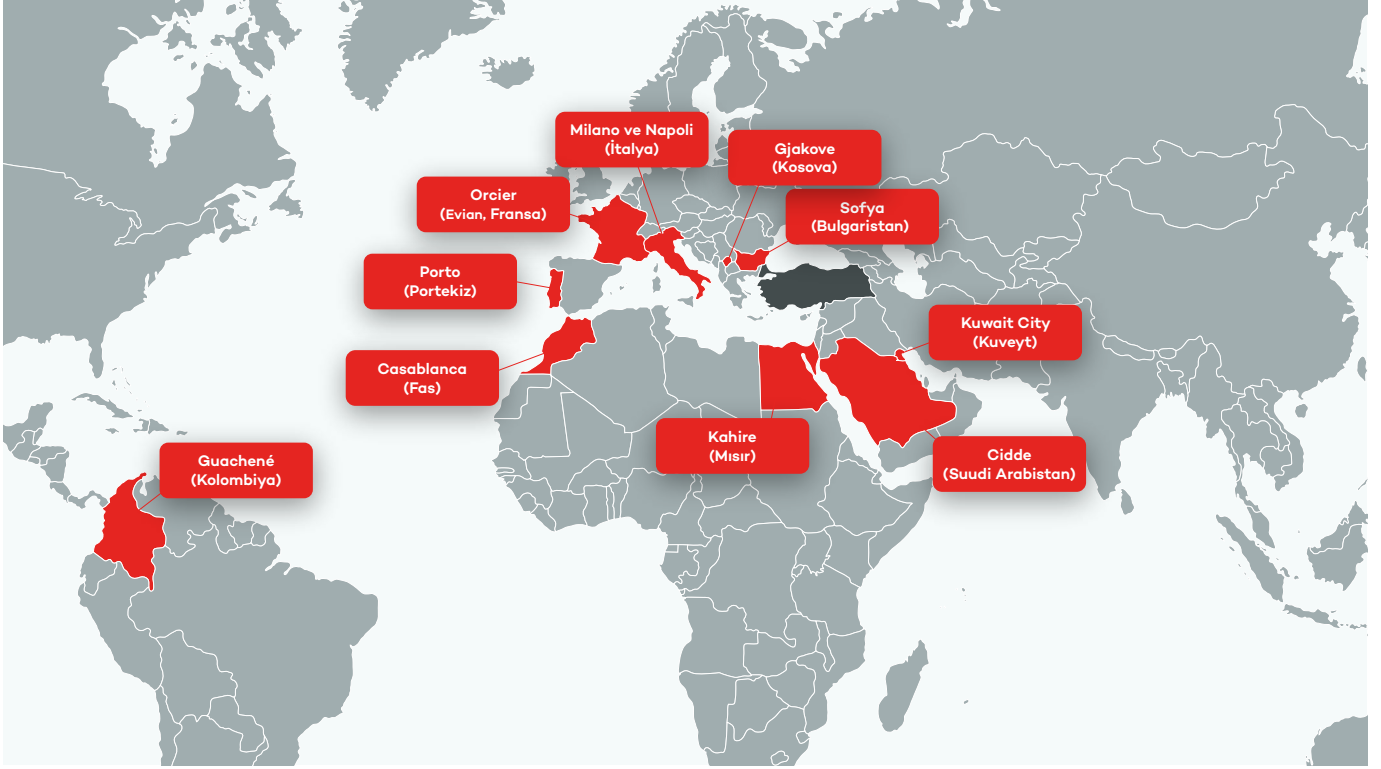 Milano ve Napoli
(İtalya)
Gjakove
(Kosova)
Orcier
(Evian, Fransa)
Sofya
(Bulgaristan)
Porto
(Portekiz)
Kuwait City
(Kuveyt)
Casablanca
(Fas)
Kahire
(Mısır)
Cidde
(Suudi Arabistan)
Guachené
(Kolombiya)